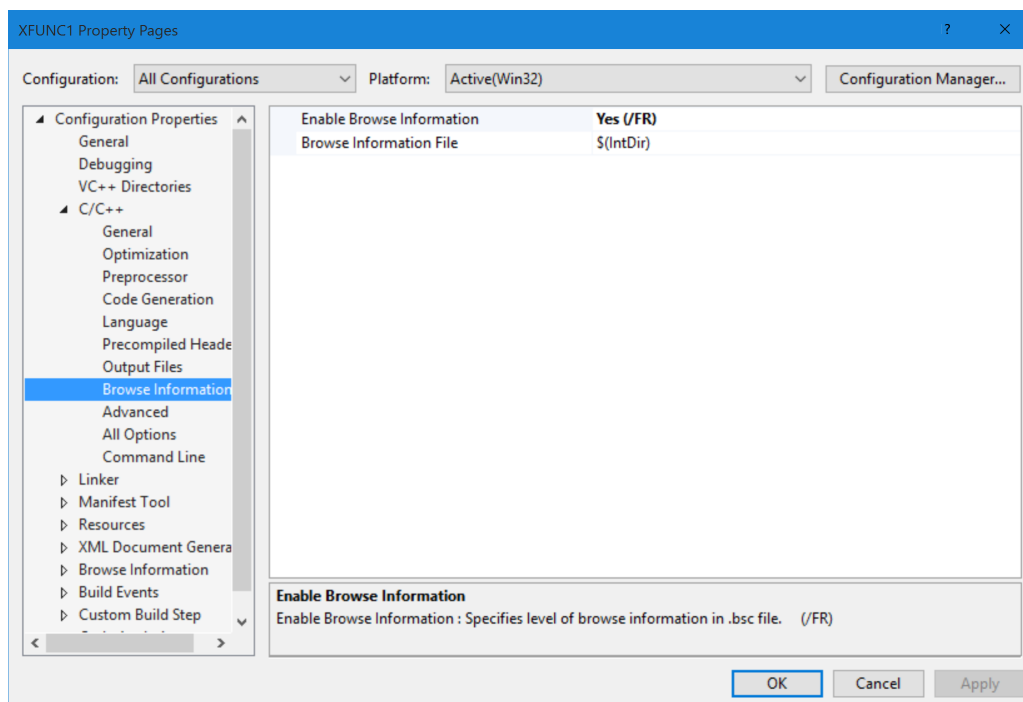 XFUNC1 Property Pages
?
Configuration: All Configurations Platform: Active(Win32) Configuration Manager...
Configuration Properties
General
Debugging
VC++ Directories
C/C++
General
Optimization
Preprocessor
Code Generation
Language
Precompiled Heade
Output Files
Browse Information
Advanced
All Options
Command Line
Linker
Manifest Tool
Resources
XML Document Genera
Browse Information
Build Events
Custom Build Step
Enable Browse Information Yes (/FR)
Browse Information File $(IntDir)
Enable Browse Information
Enable Browse Information : Specifies level of browse information in .bsc file. (/FR)
OK Cancel Apply